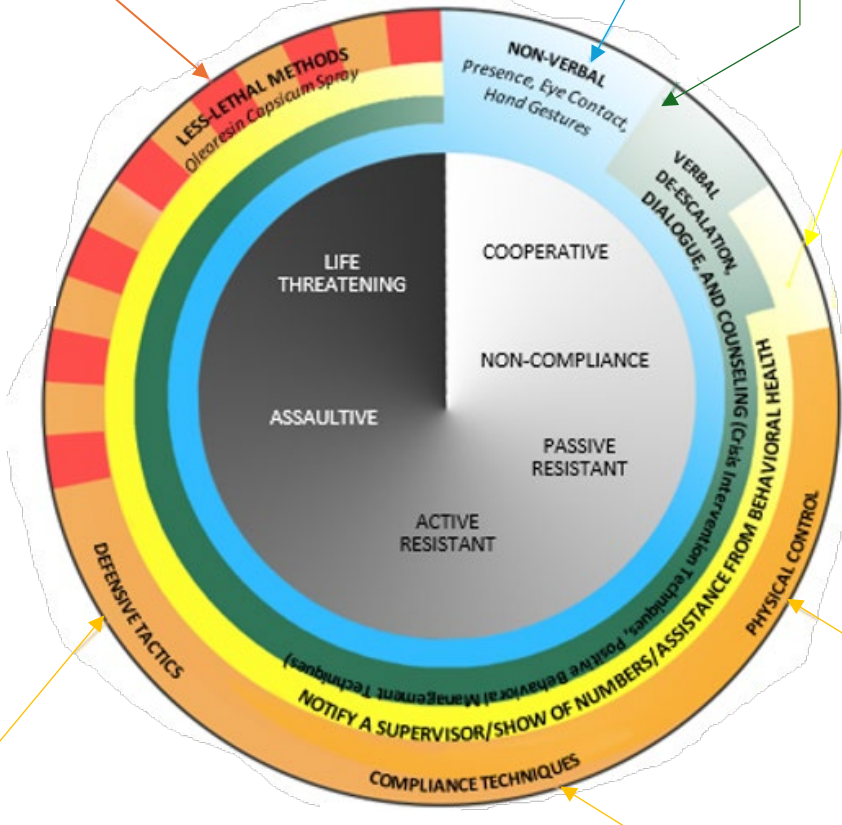 LESS-LETHAL METHODS
Oleoresin Capsicum Spray
NON-VERBAL
Presence, Eye Contact,
Hand Gestures
VERBAL
DE-ESCALATION,
DIALOGUE, AND COUNSELING (Crisis Intervention Techniques, Positive Behavioral Management Techniques)
NOTIFY A SUPERVISOR/SHOW OF NUMBERS/ASSISTANCE FROM BEHAVIORAL HEALTH
PHYSICAL CONTROL
COMPLIANCE TECHNIQUES
DEFENSIVE TACTICS
COOPERATIVE
NON-COMPLIANCE
PASSIVE
RESISTANT
ACTIVE
RESISTANT
ASSAULTIVE
LIFE
THREATENING